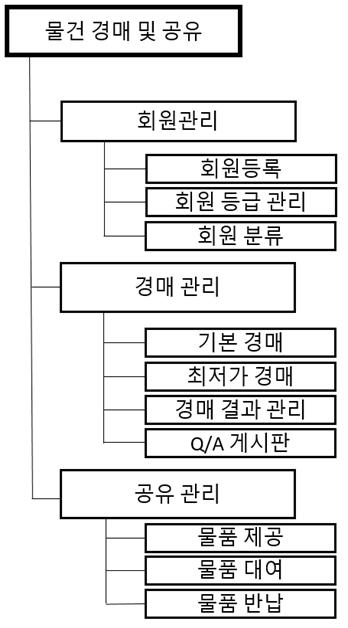 물건 경매 및 공유
회원관리
회원등록
회원 등급 관리
회원 분류
경매 관리
기본 경매
최저가 경매
경매 결과 관리
Q/A 게시판
공유 관리
물품 제공
물품 대여
물품 반납